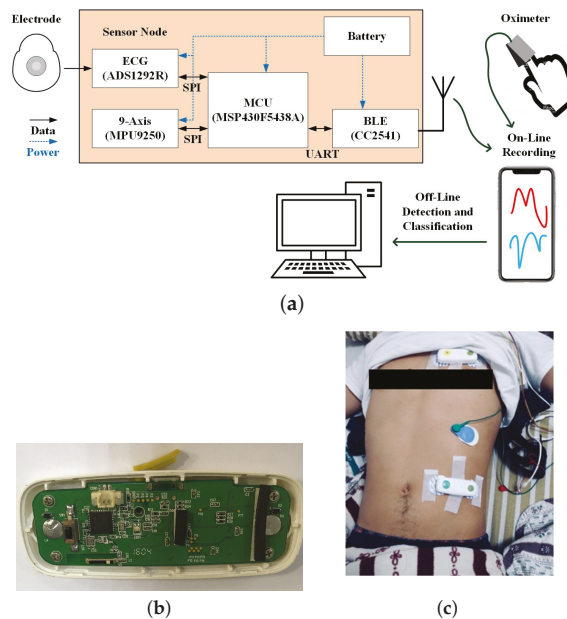 Electrode
Sensor Node
Battery
Oximeter
ECG
(ADS1292R)
SPI
MCU
(MSP430F5438A)
9-Axis
(MPU9250)
SPI
BLE
(CC2541)
UART
Data
Power
On-Line
Recording
Off-Line
Detection and
Classification
(a)
1604
(b)
(c)